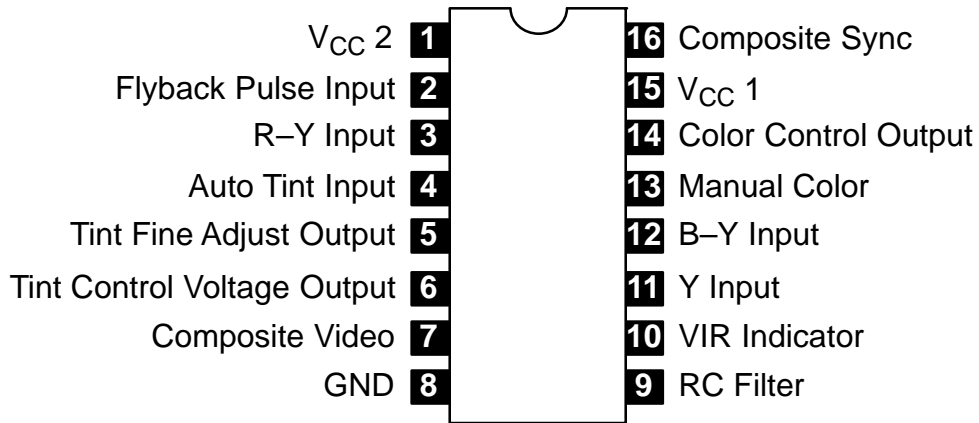 V_CC 2 1 16 Composite Sync
Flyback Pulse Input 2 15 V_CC 1
R–Y Input 3 14 Color Control Output
Auto Tint Input 4 13 Manual Color
Tint Fine Adjust Output 5 12 B–Y Input
Tint Control Voltage Output 6 11 Y Input
Composite Video 7 10 VIR Indicator
GND 8 9 RC Filter